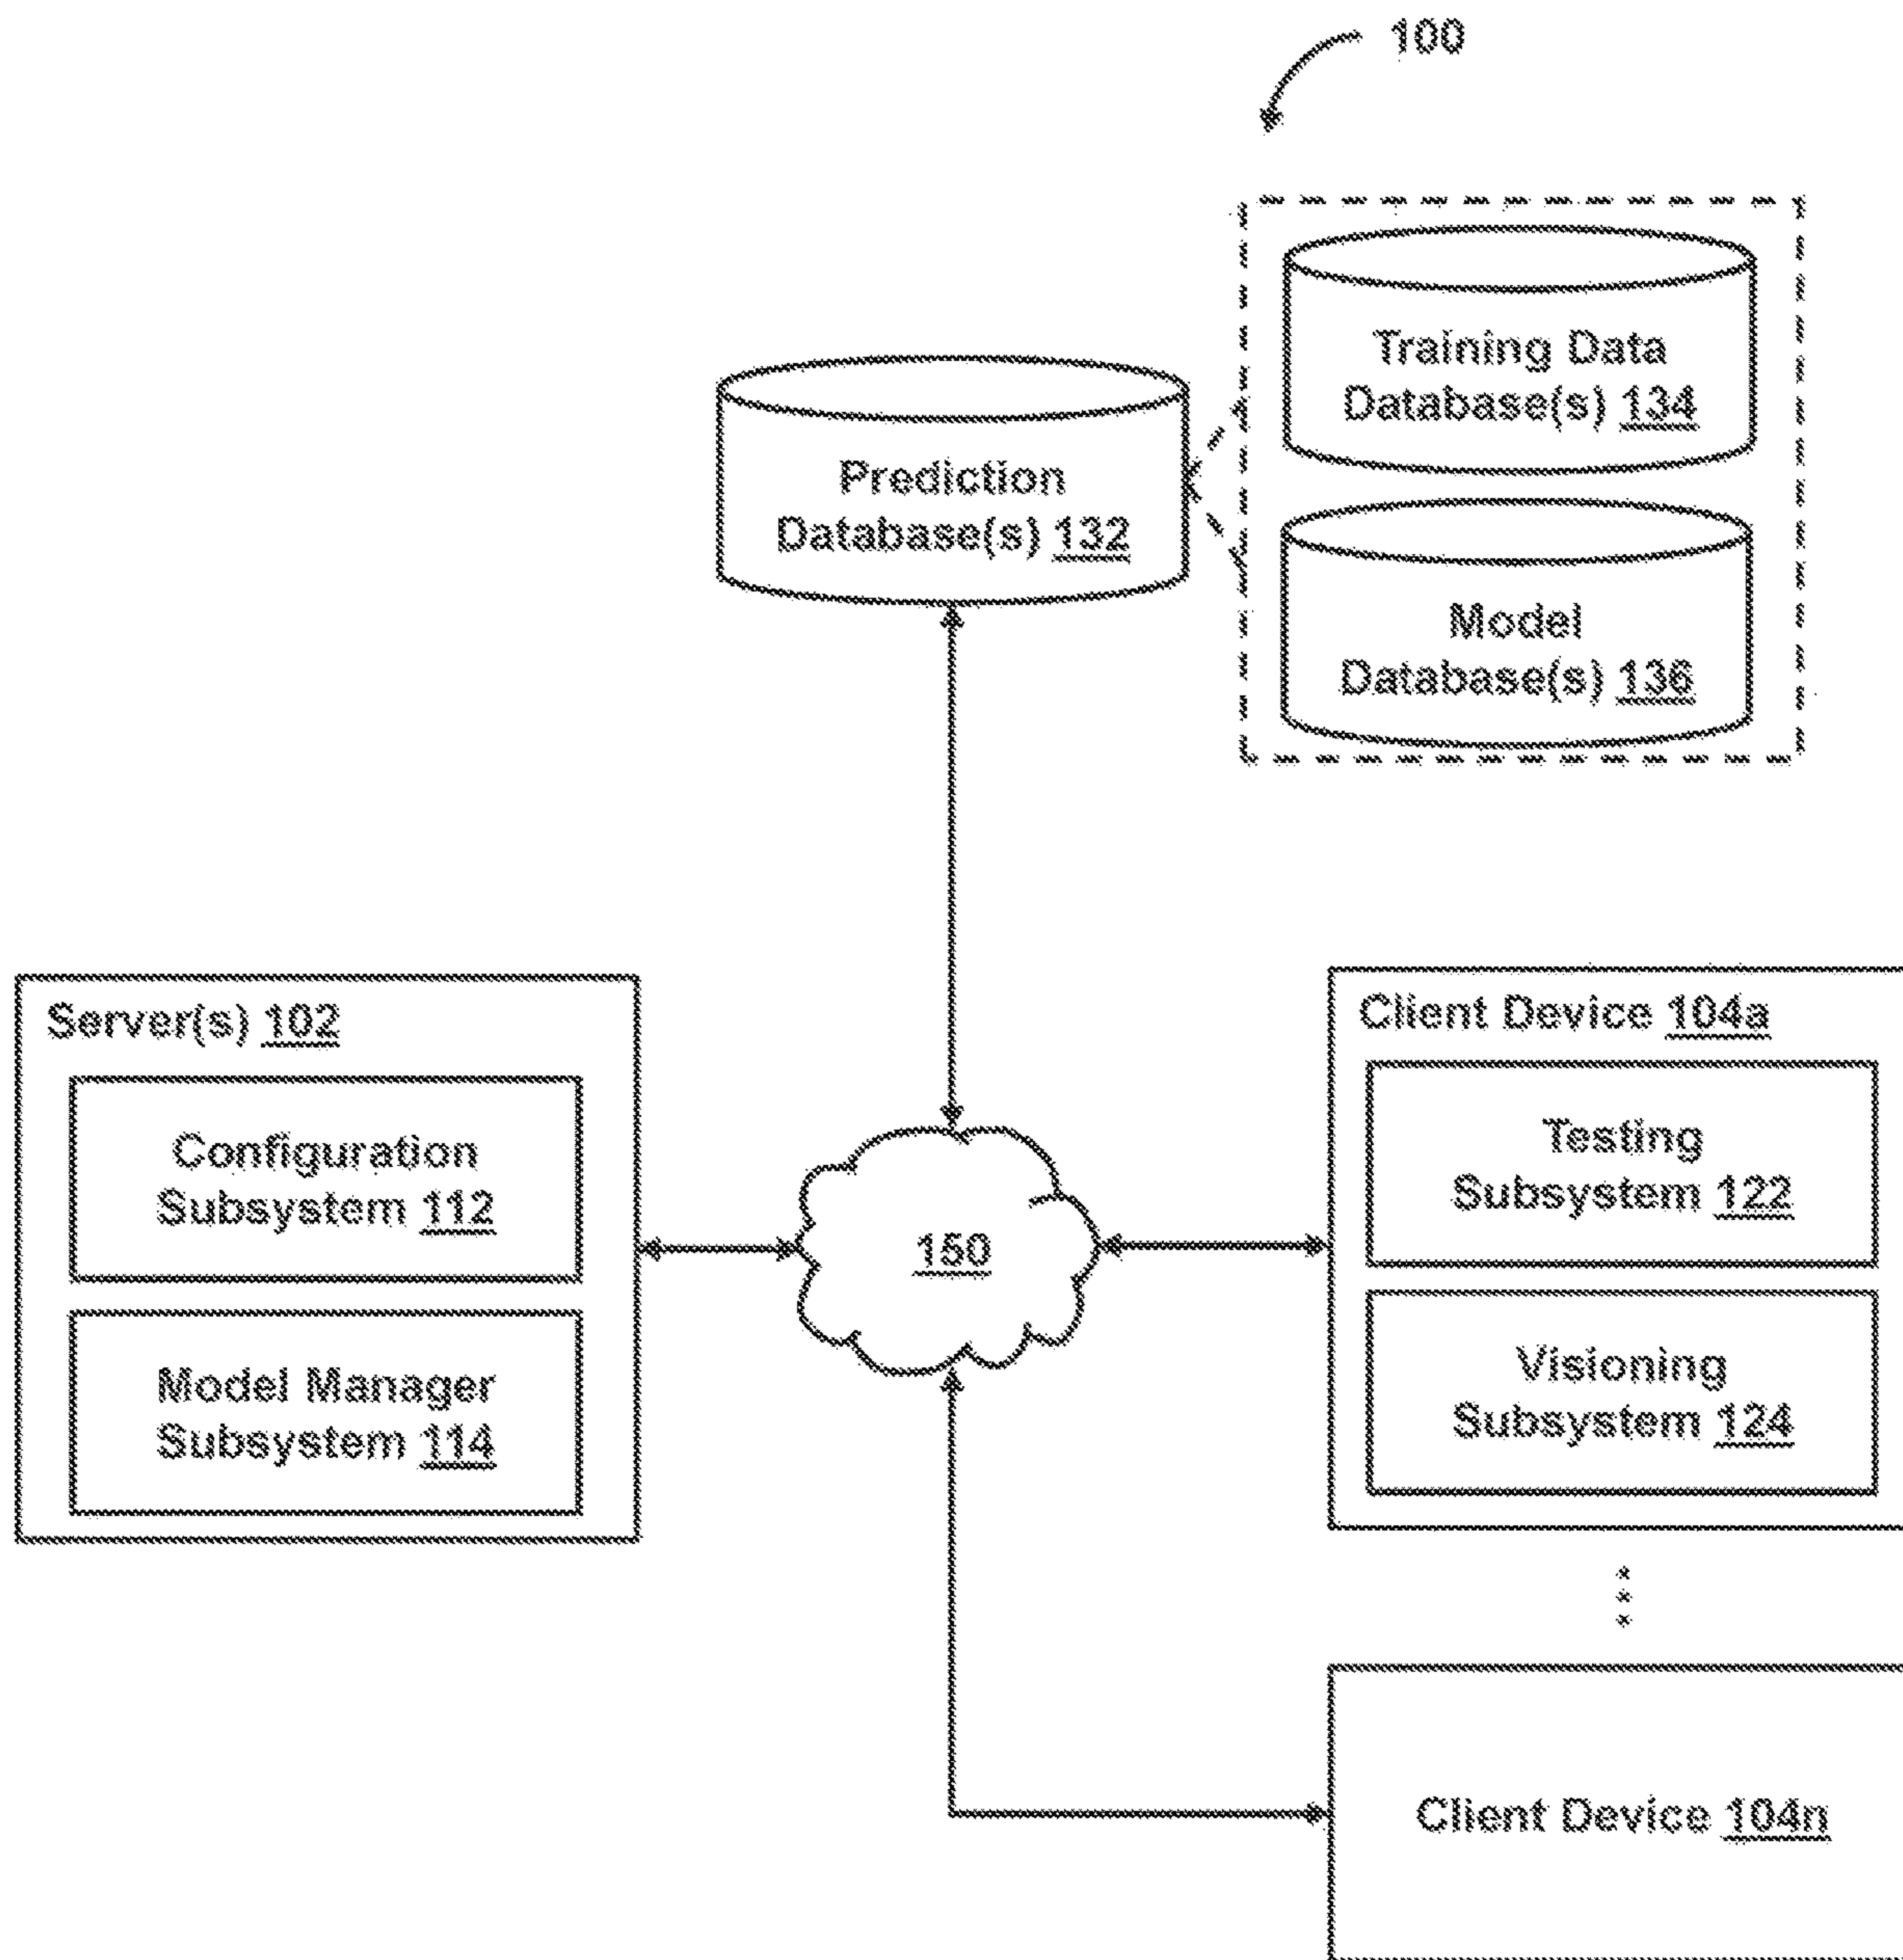 100
Training Data
Database(s) 134
Prediction
Database(s) 132
Model
Database(s) 136
Server(s) 102
Configuration
Subsystem 112
Model Manager
Subsystem 114
150
Client Device 104a
Testing
Subsystem 122
Visioning
Subsystem 124
Client Device 104n